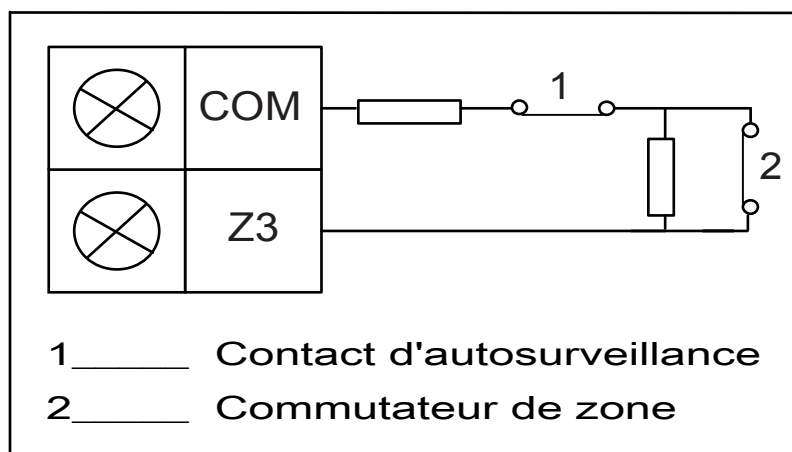 COM
1
2
Z3
1_____ Contact d'autosurveillance
2_____ Commutateur de zone